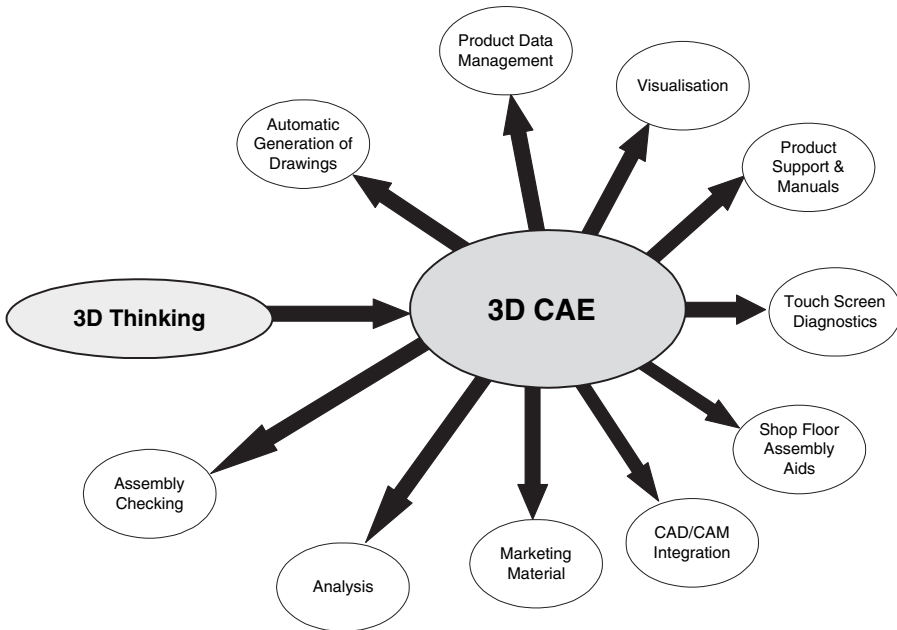 Product Data
Management
Visualisation
Automatic
Generation of
Drawings
Product
Support &
Manuals
3D Thinking
3D CAE
Touch Screen
Diagnostics
Shop Floor
Assembly
Aids
Assembly
Checking
CAD/CAM
Integration
Marketing
Material
Analysis